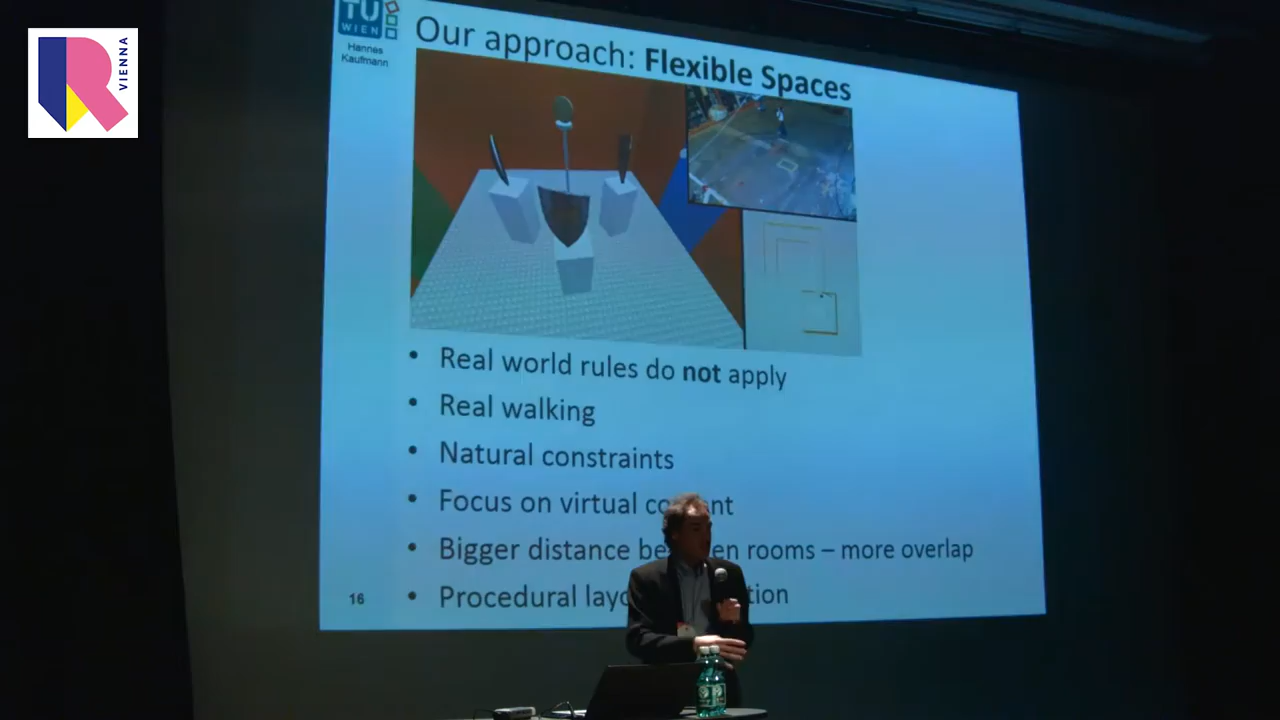 VIENNA
TU
WIEN
Hannes
Kaufmann
Our approach: Flexible Spaces
• Real world rules do not apply
• Real walking
• Natural constraints
• Focus on virtual
• Bigger distance rooms – more overlap
• Procedural
16